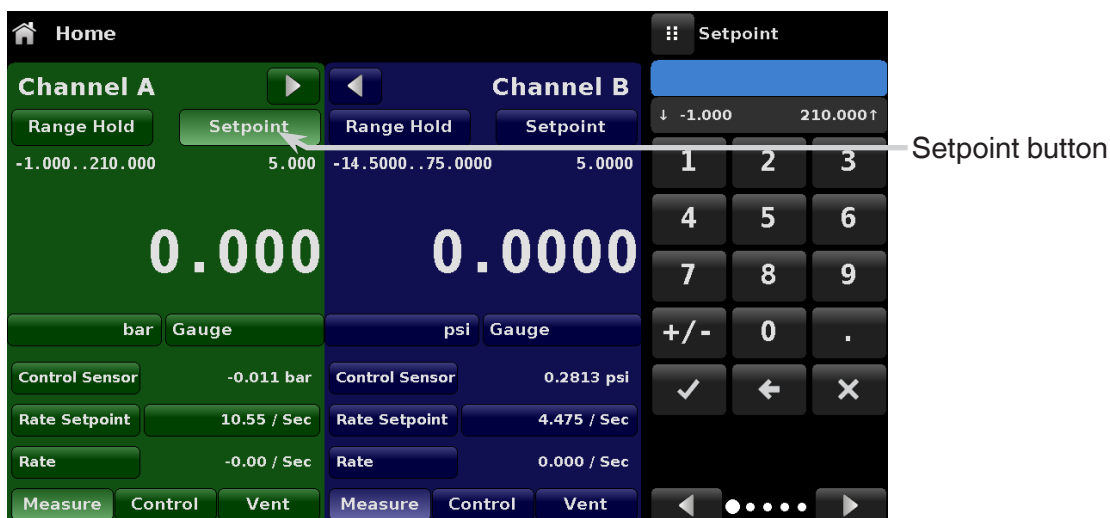 Home
Setpoint
Channel A
Channel B
Range Hold Setpoint
Range Hold Setpoint
-1.000..210.000 5.000
-14.5000..75.0000 5.0000
0.000
0.0000
bar Gauge
psi Gauge
Control Sensor -0.011 bar
Control Sensor 0.2813 psi
Rate Setpoint 10.55 / Sec
Rate Setpoint 4.475 / Sec
Rate -0.00 / Sec
Rate 0.000 / Sec
Measure Control Vent
Measure Control Vent
↓ -1.000 210.000↑
1 2 3
4 5 6
7 8 9
+/- 0 .
Setpoint button